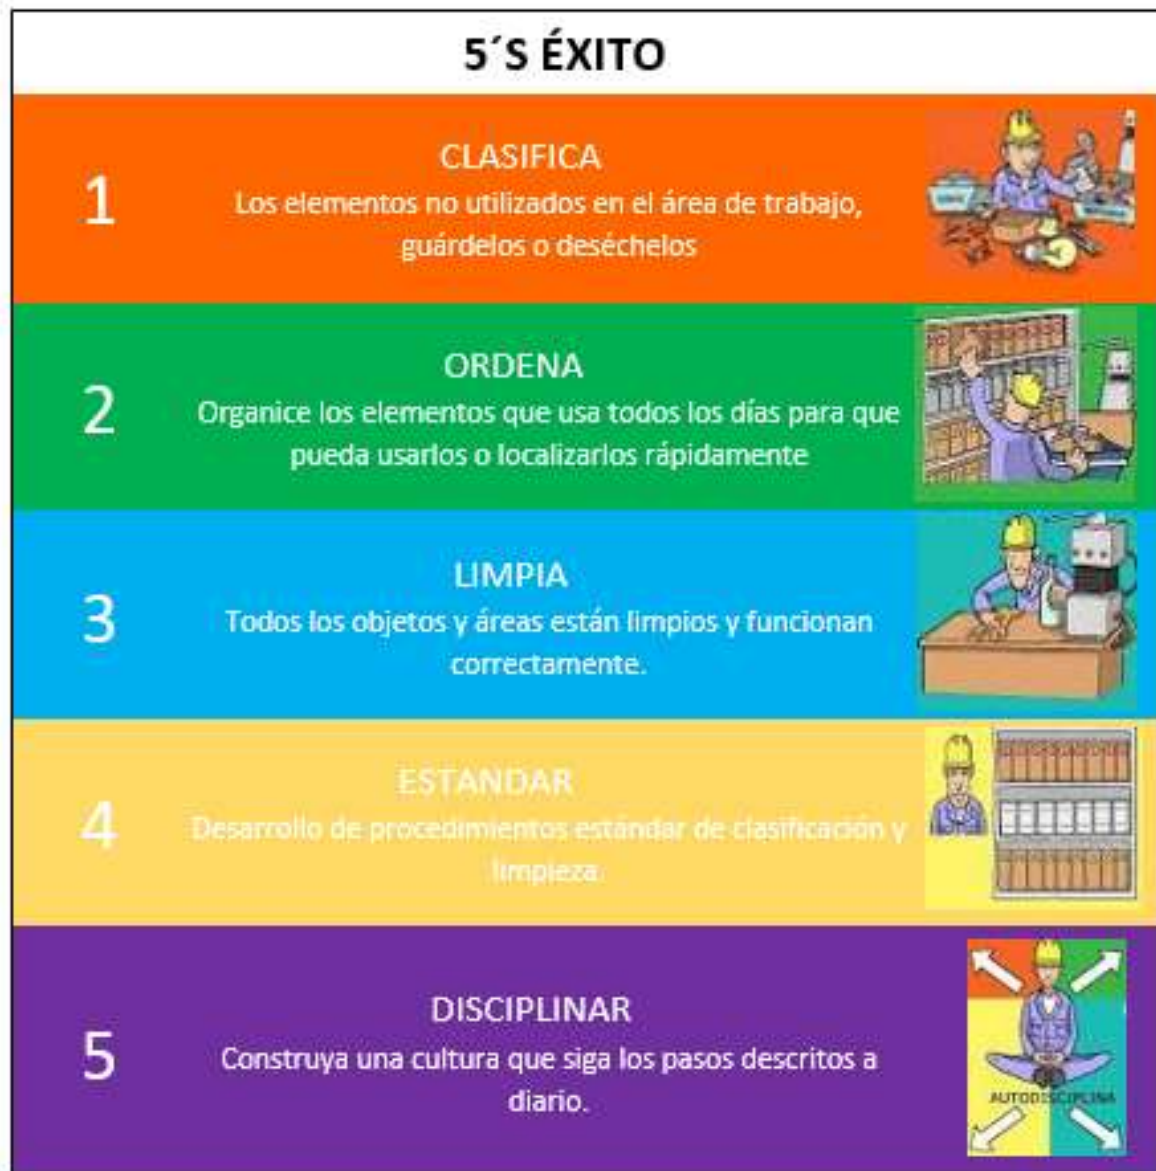 5´S ÉXITO
1
CLASIFICA
Los elementos no utilizados en el área de trabajo,
guárdelos o deséchelos
2
ORDENA
Organice los elementos que usa todos los días para que
pueda usarlos o localizarlos rápidamente
3
LIMPIA
Todos los objetos y áreas están limpios y funcionan
correctamente.
4
ESTANDAR
Desarrollo de procedimientos estándar de clasificación y
limpieza.
5
DISCIPLINAR
Construya una cultura que siga los pasos descritos a
diario.
AUTODISCIPLINA